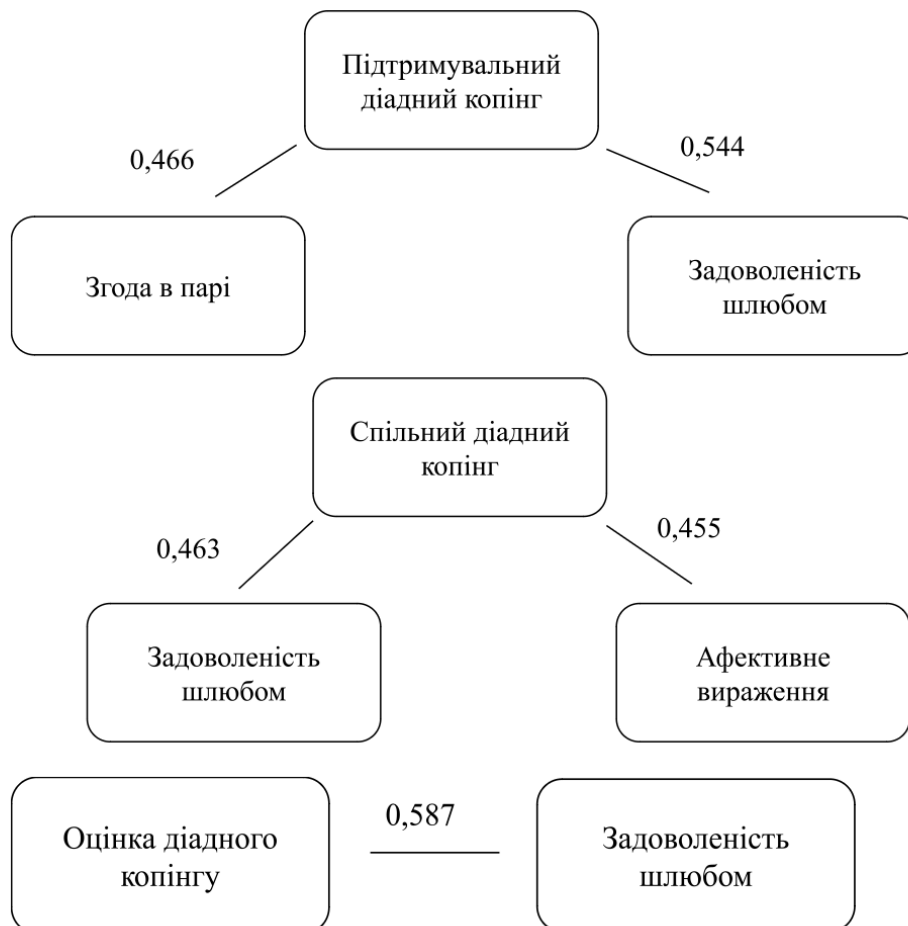 Підтримувальний
діадний копінг
0,466
0,544
Згода в парі
Задоволеність
шлюбом
Спільний діадний
копінг
0,463
0,455
Задоволеність
шлюбом
Афективне
вираження
Оцінка діадного
копінгу
0,587
Задоволеність
шлюбом